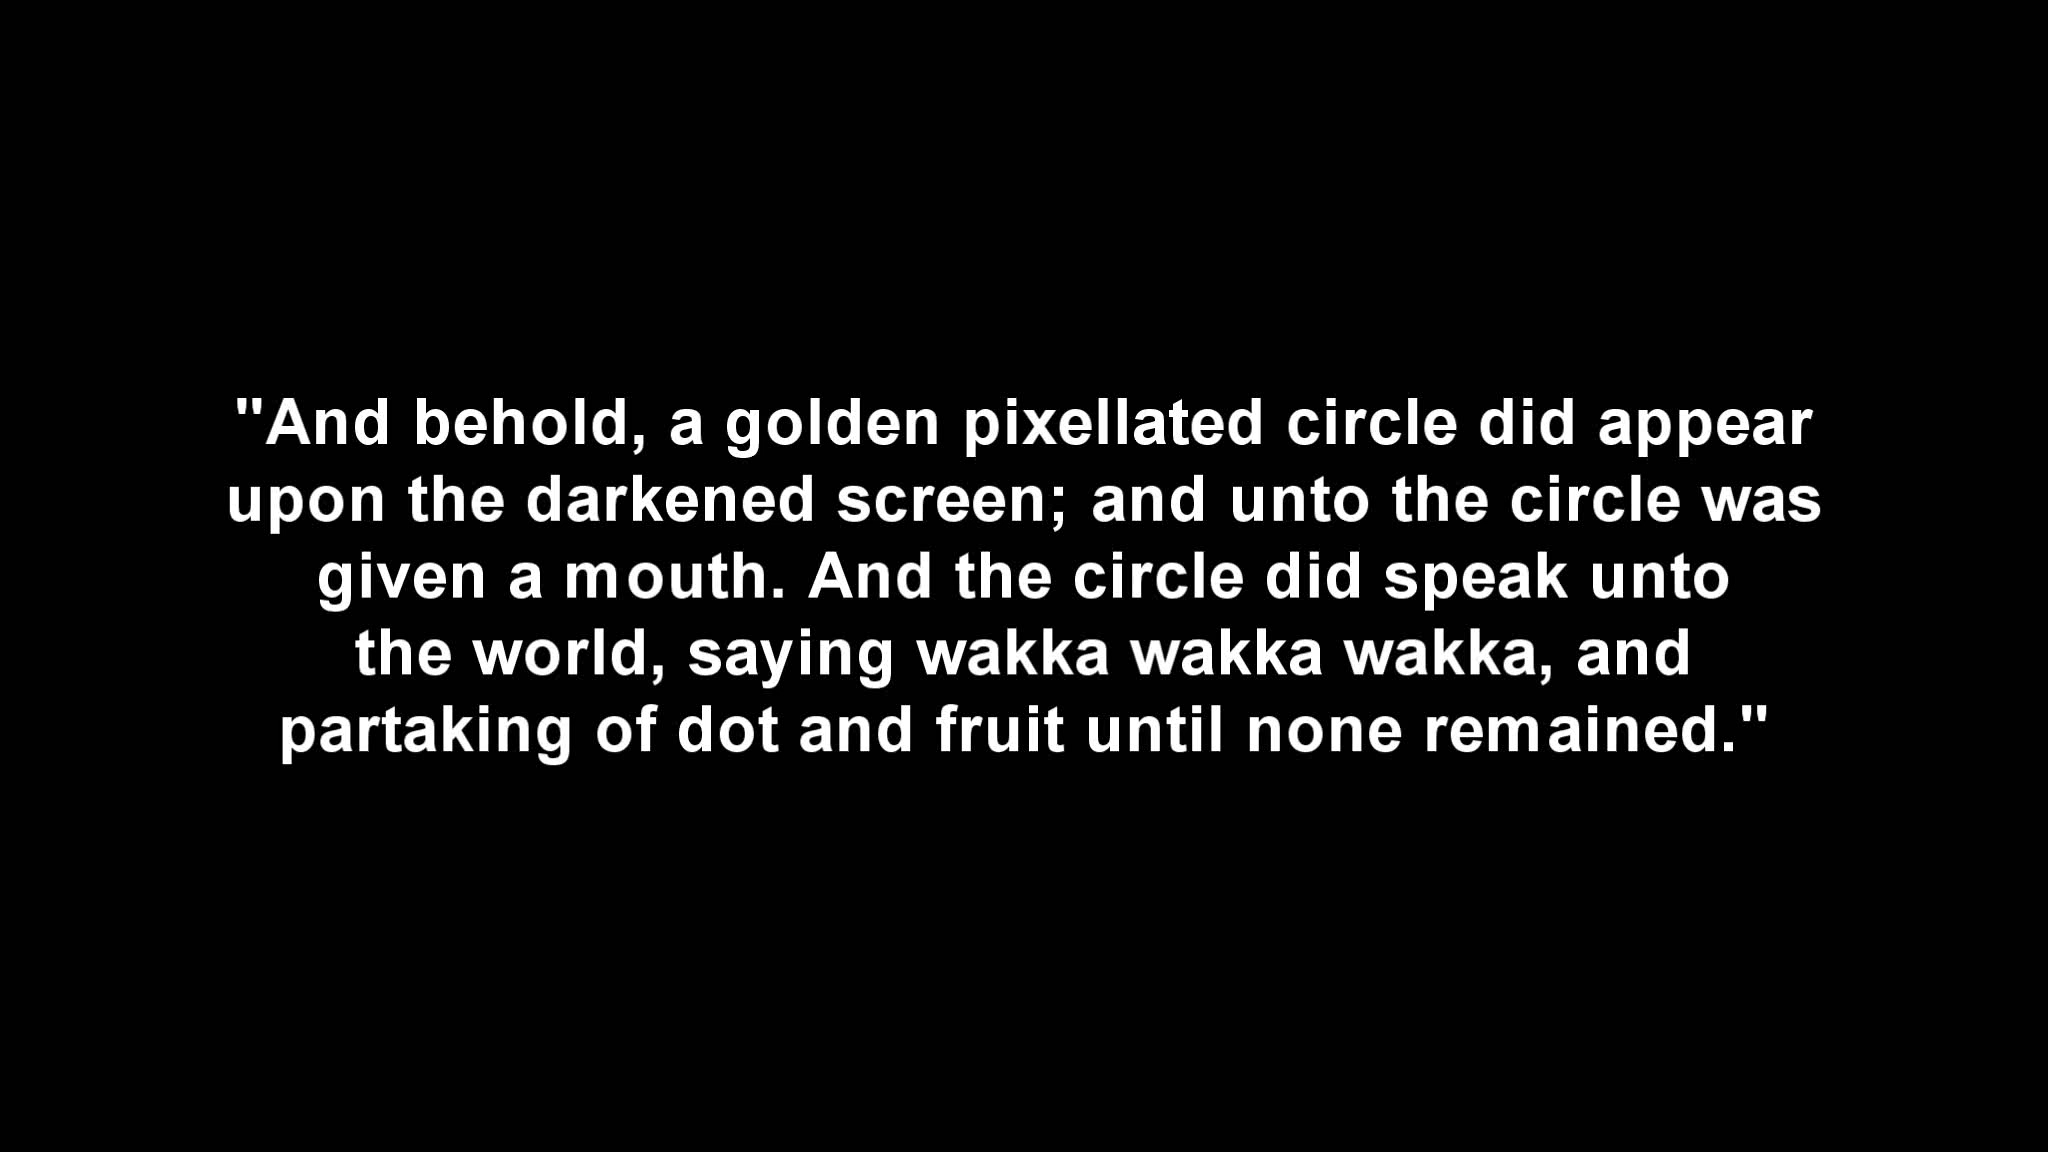 "And behold, a golden pixellated circle did appear
upon the darkened screen; and unto the circle was
given a mouth. And the circle did speak unto
the world, saying wakka wakka wakka, and
partaking of dot and fruit until none remained."